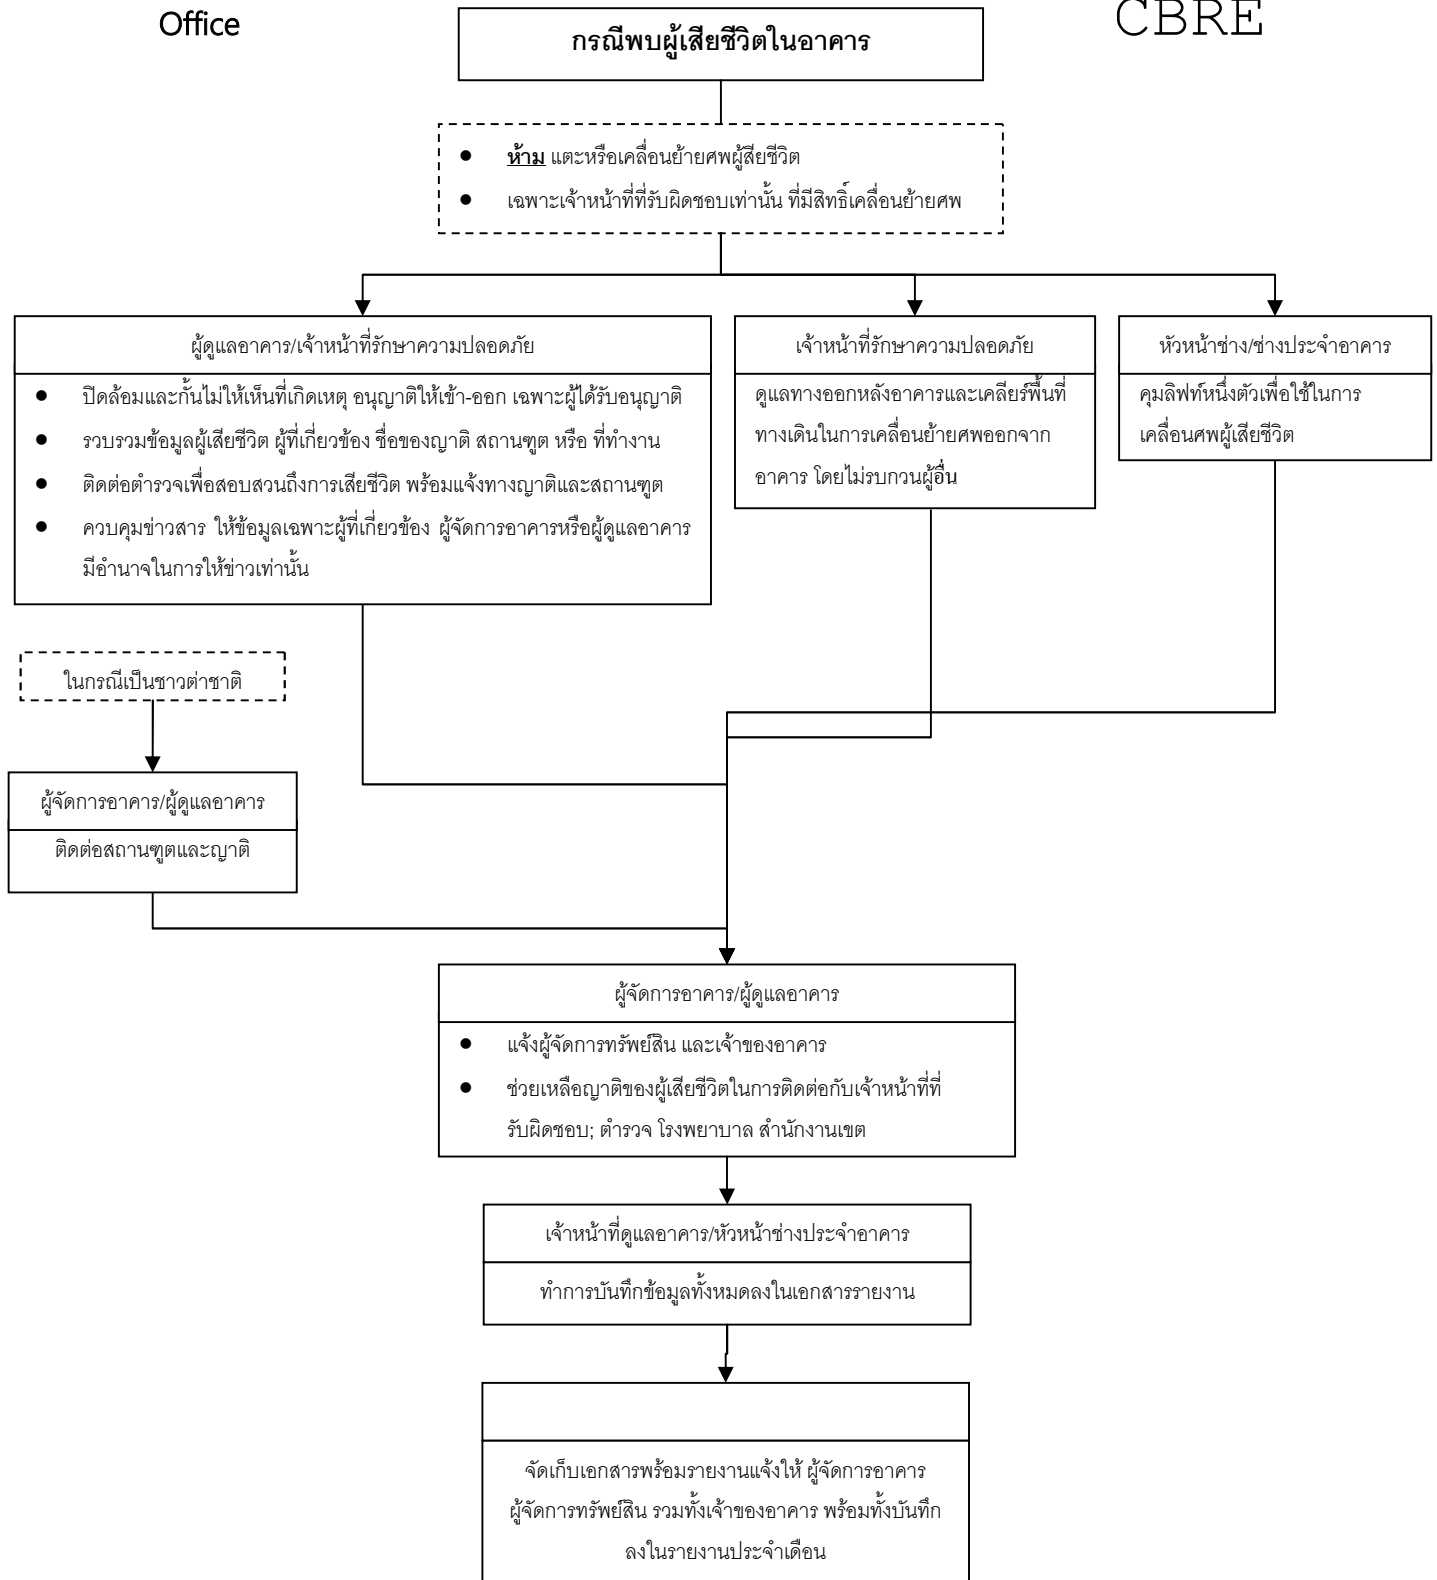 Office
CBRE
กรณีพบผู้เสียชีวิตในอาคาร
● ห้าม แตะหรือเคลื่อนย้ายศพผู้สียชีวิต
● เฉพาะเจ้าหน้าที่ที่รับผิดชอบเท่านั้น ที่มีสิทธิ์เคลื่อนย้ายศพ
ผู้ดูแลอาคาร/เจ้าหน้าที่รักษาความปลอดภัย
● ปิดล้อมและกั้นไม่ให้เห็นที่เกิดเหตุ อนุญาติให้เข้า-ออก เฉพาะผู้ได้รับอนุญาติ
● รวบรวมข้อมูลผู้เสียชีวิต ผู้ที่เกี่ยวข้อง ชื่อของญาติ สถานฑูต หรือ ที่ทำงาน
● ติดต่อตำรวจเพื่อสอบสวนถึงการเสียชีวิต พร้อมแจ้งทางญาติและสถานฑูต
● ควบคุมข่าวสาร ให้ข้อมูลเฉพาะผู้ที่เกี่ยวข้อง ผู้จัดการอาคารหรือผู้ดูแลอาคาร
มีอำนาจในการให้ข่าวเท่านั้น
เจ้าหน้าที่รักษาความปลอดภัย
ดูแลทางออกหลังอาคารและเคลียร์พื้นที่
ทางเดินในการเคลื่อนย้ายศพออกจาก
อาคาร โดยไม่รบกวนผู้อื่น
หัวหน้าช่าง/ช่างประจำอาคาร
คุมลิฟท์หนึ่งตัวเพื่อใช้ในการ
เคลื่อนศพผู้เสียชีวิต
ในกรณีเป็นชาวต่าชาติ
ผู้จัดการอาคาร/ผู้ดูแลอาคาร
ติดต่อสถานฑูตและญาติ
ผู้จัดการอาคาร/ผู้ดูแลอาคาร
● แจ้งผู้จัดการทรัพย์สิน และเจ้าของอาคาร
● ช่วยเหลือญาติของผู้เสียชีวิตในการติดต่อกับเจ้าหน้าที่ที่
รับผิดชอบ; ตำรวจ โรงพยาบาล สำนักงานเขต
เจ้าหน้าที่ดูแลอาคาร/หัวหน้าช่างประจำอาคาร
ทำการบันทึกข้อมูลทั้งหมดลงในเอกสารรายงาน
จัดเก็บเอกสารพร้อมรายงานแจ้งให้ ผู้จัดการอาคาร
ผู้จัดการทรัพย์สิน รวมทั้งเจ้าของอาคาร พร้อมทั้งบันทึก
ลงในรายงานประจำเดือน